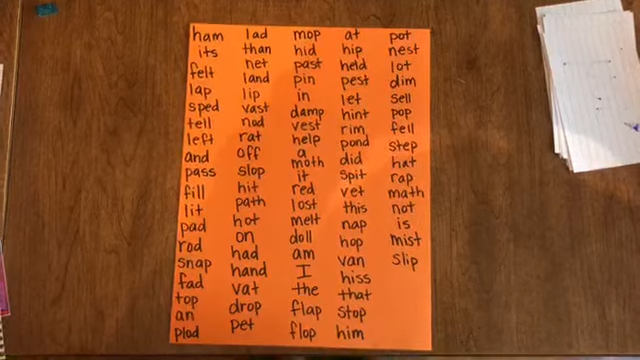 ham
its
felt
lap
sped
tell
left
and
pass
fill
lit
pad
rod
snap
fad
top
an
plod
lad
than
net
land
lip
vast
nod
rat
off
slop
hit
path
hot
on
had
hand
vat
drop
pet
mop
hid
past
pin
in
damp
vest
help
a
moth
it
red
lost
melt
doll
am
I
the
flap
flop
at
hip
held
pest
let
hint
rim
pond
did
spit
vet
this
nap
hop
van
hiss
that
stop
him
pot
nest
lot
dim
sell
pop
fell
step
hat
rap
math
not
is
mist
slip